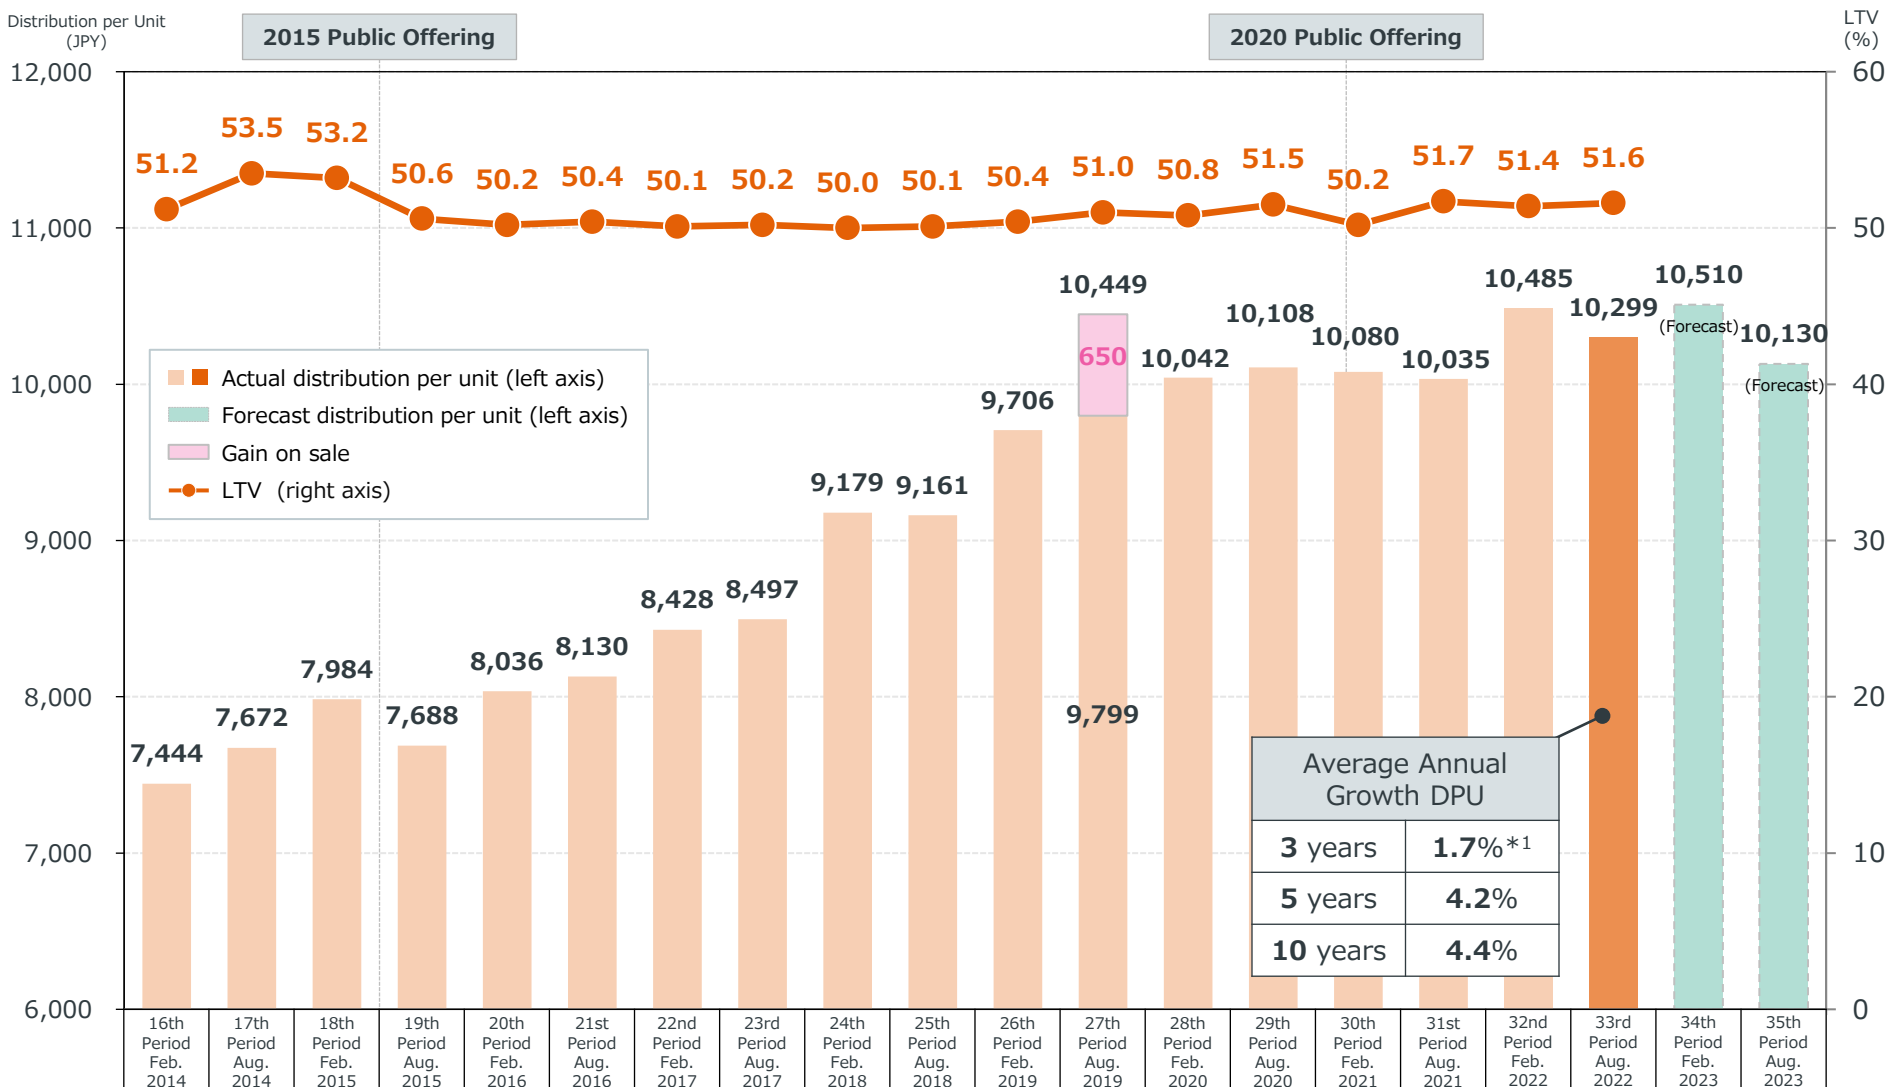 Distribution per Unit
(JPY)
2015 Public Offering
2020 Public Offering
LTV
(%)
12,000
11,000
10,000
9,000
8,000
7,000
6,000
60
50
40
30
20
10
0
51.2
53.5
53.2
50.6
50.2
50.4
50.1
50.2
50.0
50.1
50.4
51.0
50.8
51.5
50.2
51.7
51.4
51.6
Actual distribution per unit (left axis)
Forecast distribution per unit (left axis)
Gain on sale
LTV (right axis)
7,444
7,672
7,984
7,688
8,036
8,130
8,428
8,497
9,179
9,161
9,706
10,449
650
9,799
10,042
10,108
10,080
10,035
10,485
10,299
10,510
(Forecast)
10,130
(Forecast)
Average Annual
Growth DPU
3 years 1.7%*1
5 years 4.2%
10 years 4.4%
16th
Period
Feb.
2014
17th
Period
Aug.
2014
18th
Period
Feb.
2015
19th
Period
Aug.
2015
20th
Period
Feb.
2016
21st
Period
Aug.
2016
22nd
Period
Feb.
2017
23rd
Period
Aug.
2017
24th
Period
Feb.
2018
25th
Period
Aug.
2018
26th
Period
Feb.
2019
27th
Period
Aug.
2019
28th
Period
Feb.
2020
29th
Period
Aug.
2020
30th
Period
Feb.
2021
31st
Period
Aug.
2021
32nd
Period
Feb.
2022
33rd
Period
Aug.
2022
34th
Period
Feb.
2023
35th
Period
Aug.
2023